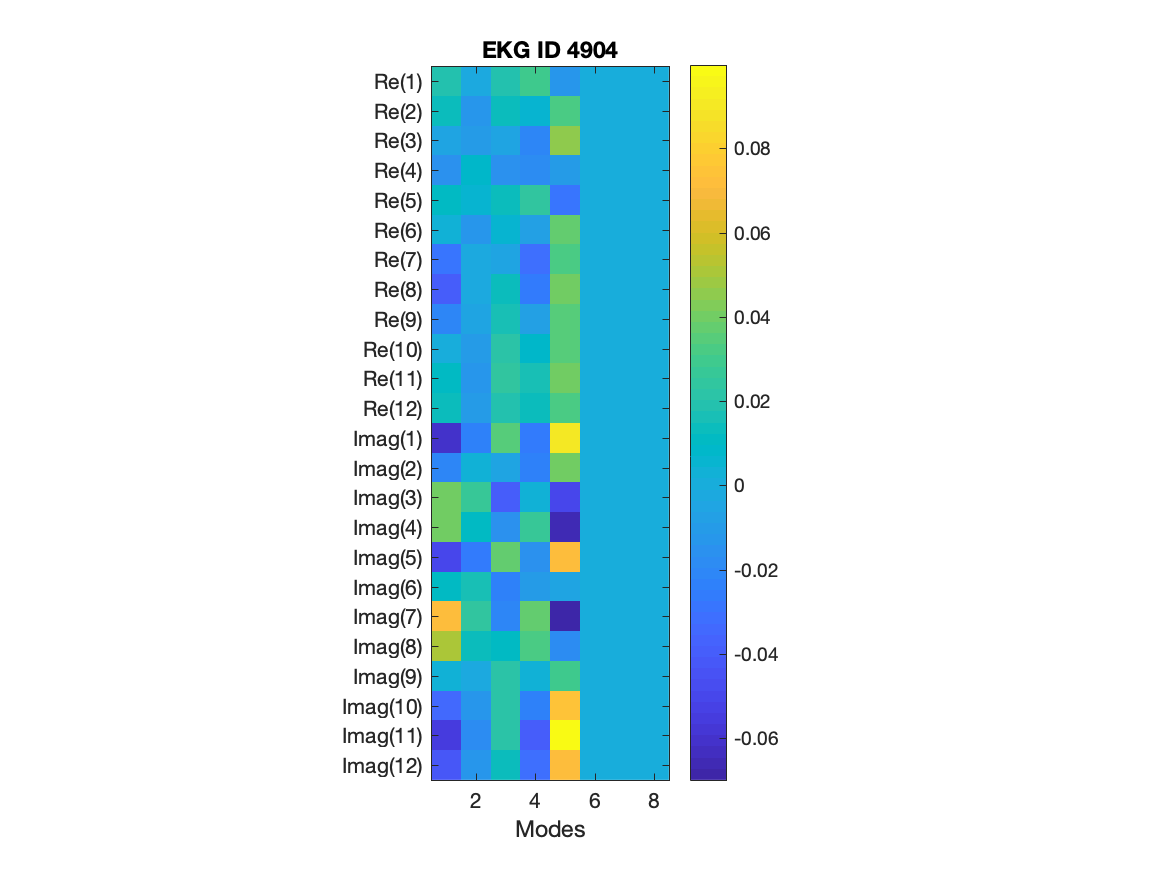 EKG ID 4904
Re(1)
Re(2)
Re(3)
Re(4)
Re(5)
Re(6)
Re(7)
Re(8)
Re(9)
Re(10)
Re(11)
Re(12)
Imag(1)
Imag(2)
Imag(3)
Imag(4)
Imag(5)
Imag(6)
Imag(7)
Imag(8)
Imag(9)
Imag(10)
Imag(11)
Imag(12)
2 4 6 8
Modes
0.08
0.06
0.04
0.02
0
-0.02
-0.04
-0.06